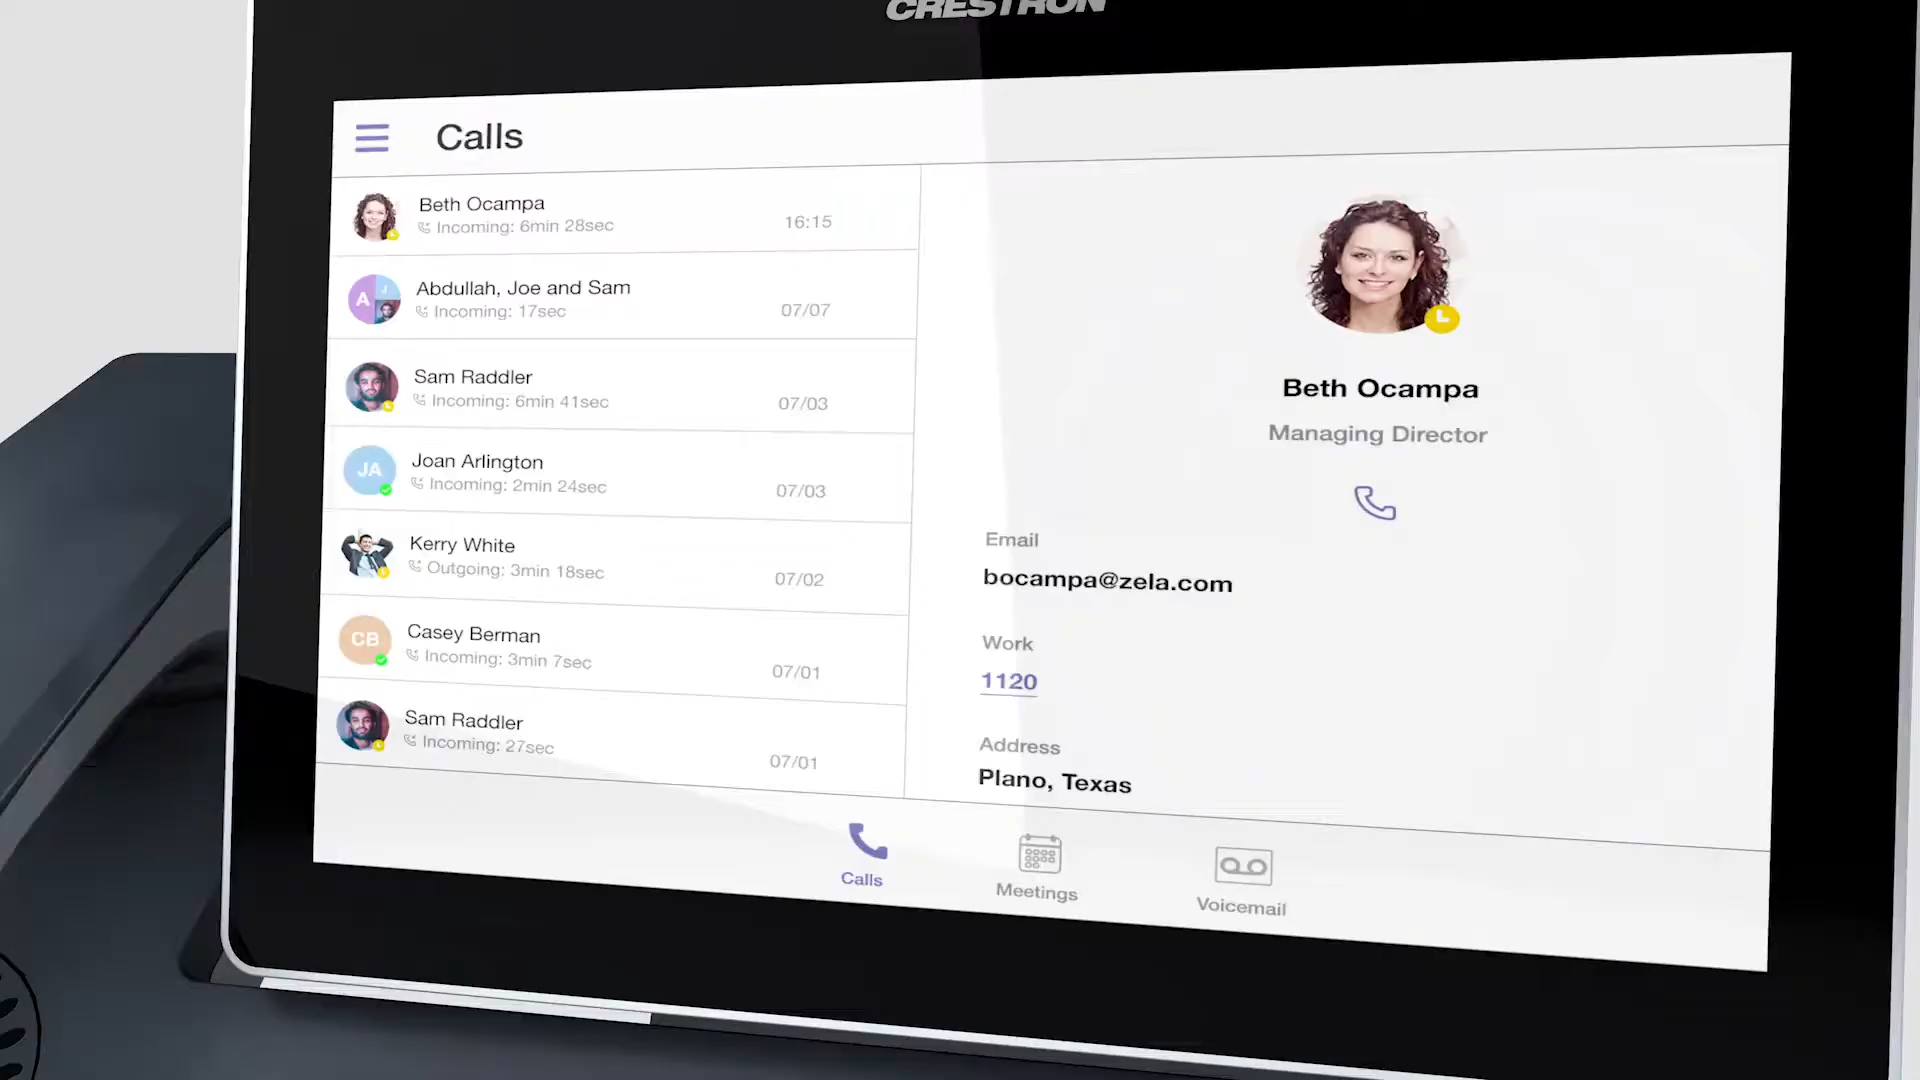 CRESTRON
Calls
Beth Ocampa
Incoming: 6min 28sec
16:15
A
J
Abdullah, Joe and Sam
Incoming: 17sec
07/07
Sam Raddler
Incoming: 6min 41sec
07/03
JA
Joan Arlington
Incoming: 2min 24sec
07/03
Kerry White
Outgoing: 3min 18sec
07/02
CB
Casey Berman
Incoming: 3min 7sec
07/01
Sam Raddler
Incoming: 27sec
07/01
Beth Ocampa
Managing Director
Email
bocampa@zela.com
Work
1120
Address
Plano, Texas
Calls
Meetings
Voicemail